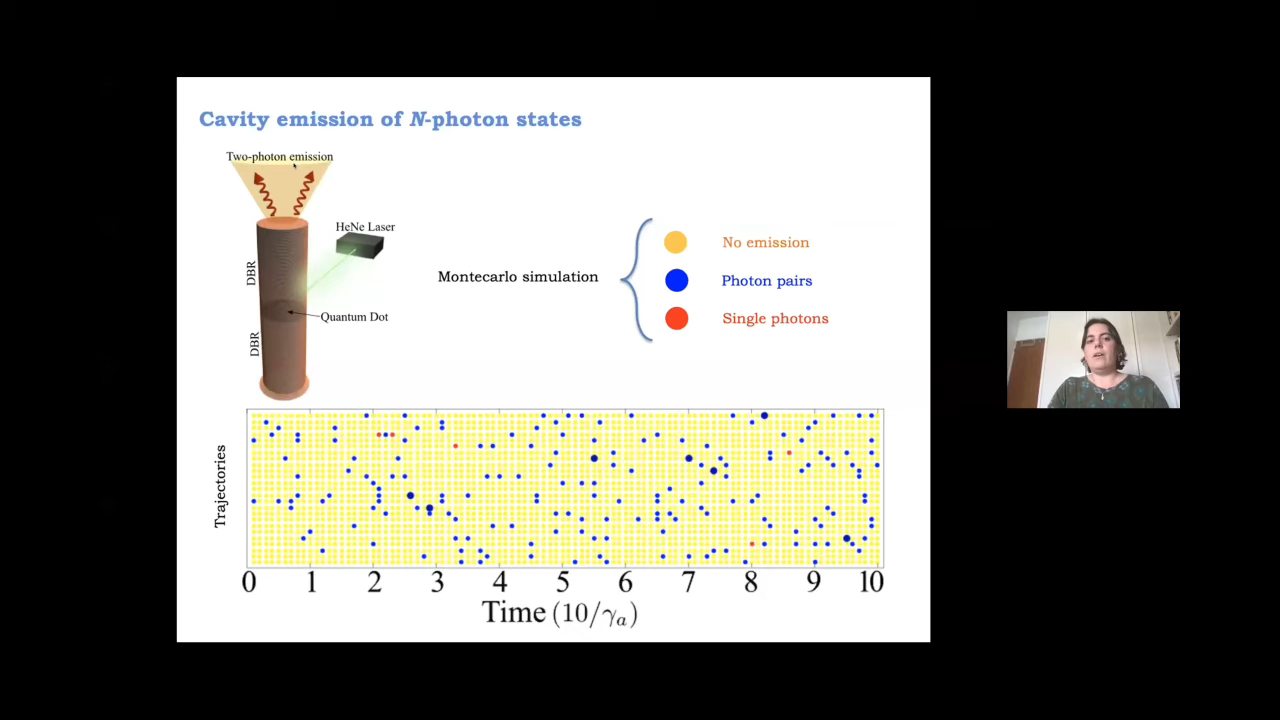 Cavity emission of N-photon states
Two-photon emission
HeNe Laser
DBR
Quantum Dot
DBR
Montecarlo simulation
No emission
Photon pairs
Single photons
Trajectories
0 1 2 3 4 5 6 7 8 9 10
Time (10/γₐ)